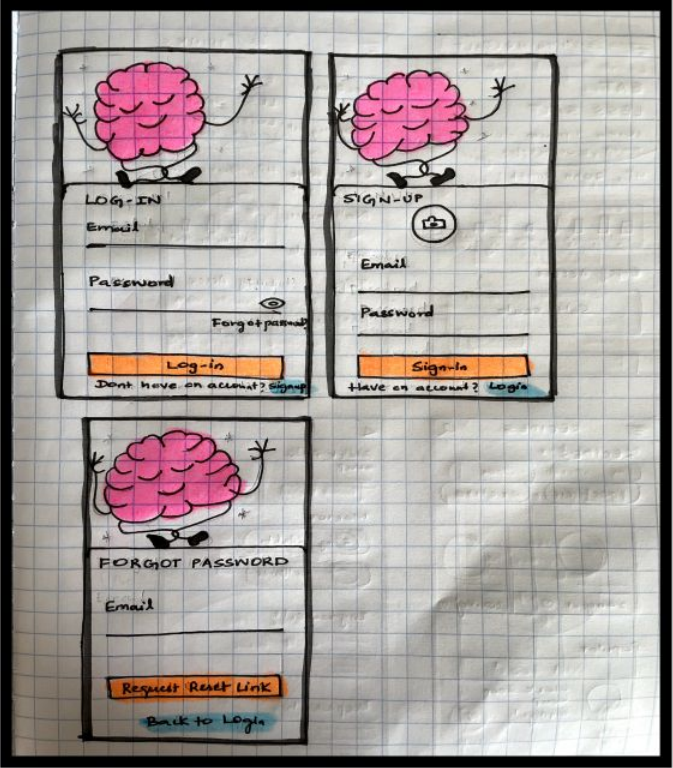 LOG-IN
Email
Password
Forgot password
Log-in
Dont have an account? signup
SIGN-UP
Email
Password
Sign-In
Have an account? Login
FORGOT PASSWORD
Email
Request Reset Link
Back to Login